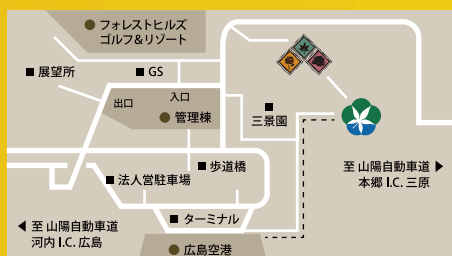 フォレストヒルズ
ゴルフ&リゾート
展望所
GS
出口
入口
管理棟
三景園
歩道橋
法人営駐車場
至 山陽自動車道
本郷 I.C. 三原
ターミナル
至 山陽自動車道
河内 I.C. 広島
広島空港